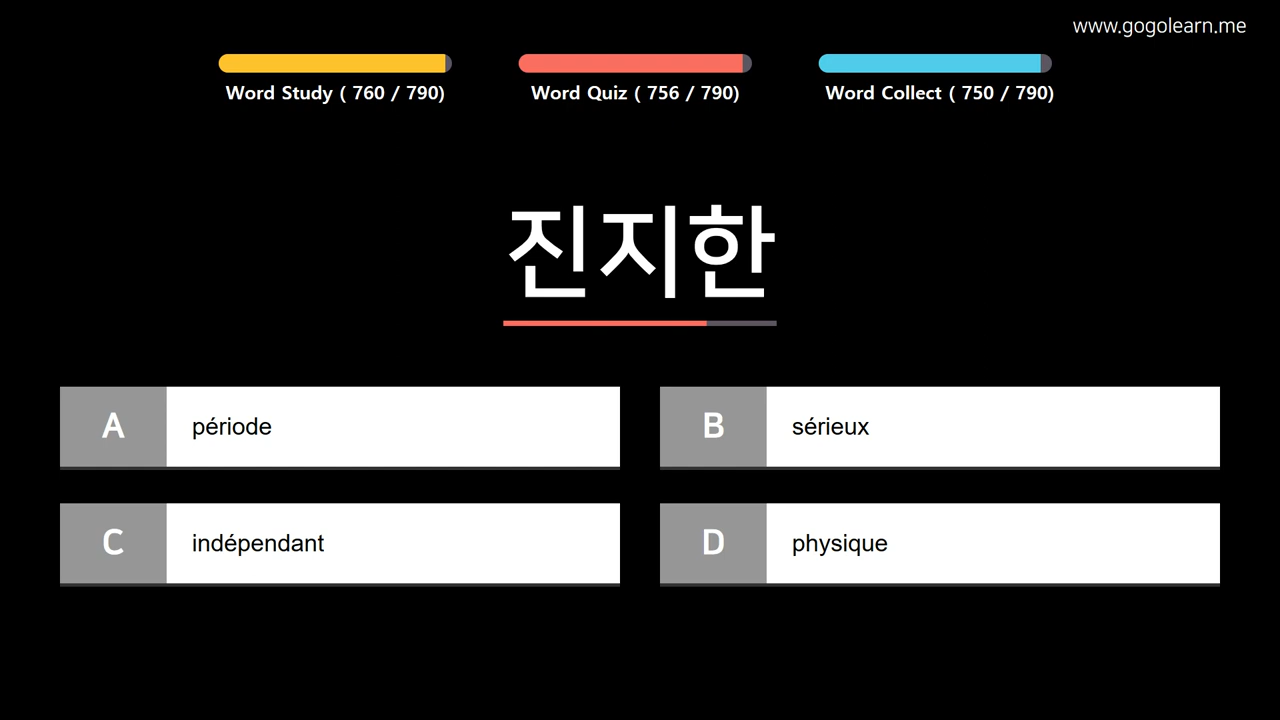 www.gogolearn.me
Word Study ( 760 / 790)
Word Quiz ( 756 / 790)
Word Collect ( 750 / 790)
진지한
A
période
B
sérieux
C
indépendant
D
physique